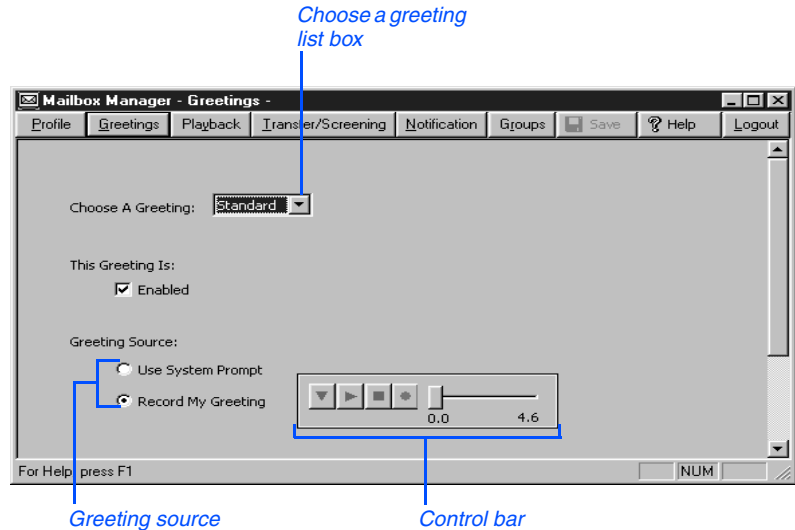 Choose a greeting
list box
Mailbox Manager - Greetings -
Profile Greetings Playback Transfer/Screening Notification Groups Save Help Logout
Choose A Greeting: Standard
This Greeting Is:
Enabled
Greeting Source:
Use System Prompt
Record My Greeting
0.0 4.6
For Help, press F1 NUM
Greeting source Control bar